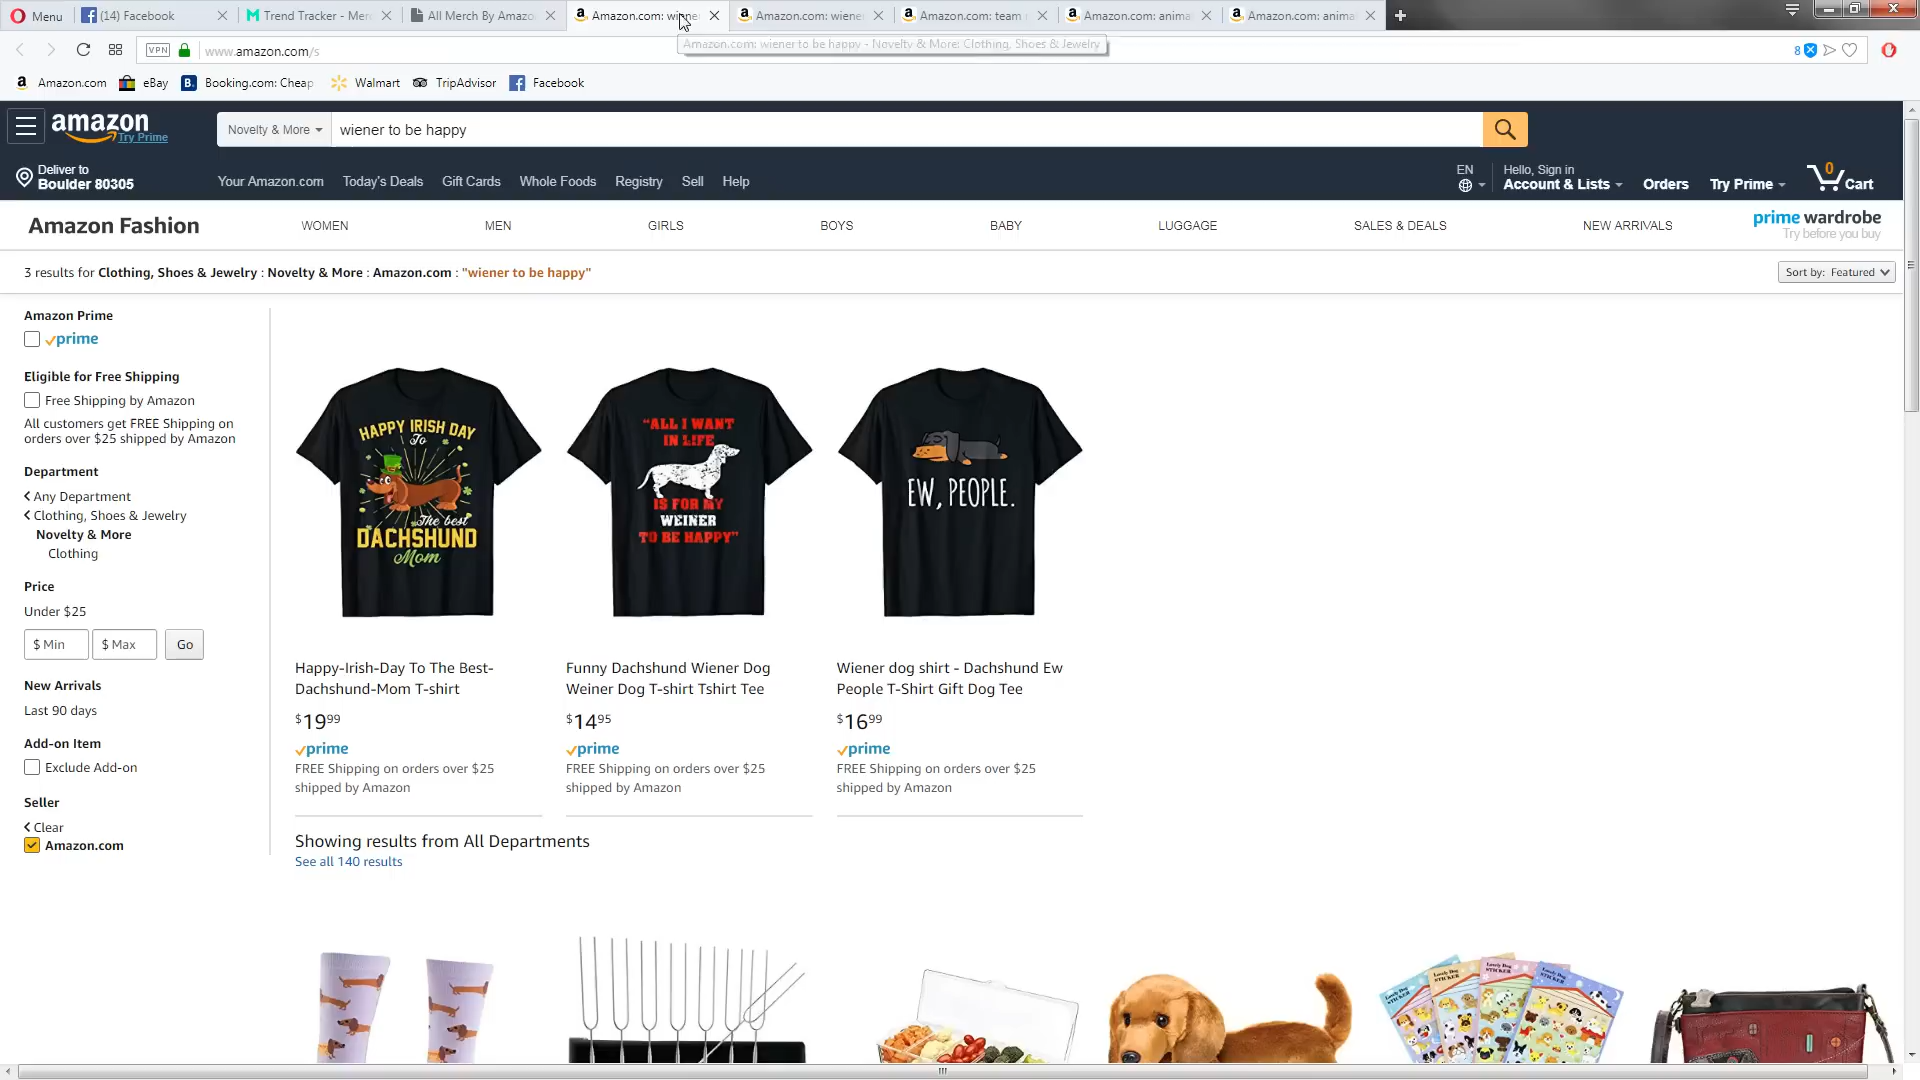 Menu
(14) Facebook
Trend Tracker - Mer
All Merch By Amazo
Amazon.com: wiene
Amazon.com: wiene
Amazon.com: team
Amazon.com: anima
Amazon.com: anima
VPN
www.amazon.com/s
Amazon.com: wiener to be happy - Novelty & More: Clothing, Shoes & Jewelry
8
Amazon.com
eBay
Booking.com: Cheap
Walmart
TripAdvisor
Facebook
amazon
Try Prime
Novelty & More
wiener to be happy
Deliver to
Boulder 80305
Your Amazon.com
Today's Deals
Gift Cards
Whole Foods
Registry
Sell
Help
EN
Hello, Sign in
Account & Lists
Orders
Try Prime
0
Cart
Amazon Fashion
WOMEN
MEN
GIRLS
BOYS
BABY
LUGGAGE
SALES & DEALS
NEW ARRIVALS
prime wardrobe
Try before you buy
3 results for Clothing, Shoes & Jewelry : Novelty & More : Amazon.com : "wiener to be happy"
Sort by: Featured
Amazon Prime
prime
Eligible for Free Shipping
Free Shipping by Amazon
All customers get FREE Shipping on
orders over $25 shipped by Amazon
Department
Any Department
Clothing, Shoes & Jewelry
Novelty & More
Clothing
Price
Under $25
$ Min
$ Max
Go
New Arrivals
Last 90 days
Add-on Item
Exclude Add-on
Seller
Clear
Amazon.com
HAPPY IRISH DAY
To
The best
DACHSHUND
Mom
"ALL I WANT
IN LIFE
IS FOR MY
WEINER
TO BE HAPPY"
EW, PEOPLE.
Happy-Irish-Day To The Best-
Dachshund-Mom T-shirt
$19 99
prime
FREE Shipping on orders over $25
shipped by Amazon
Funny Dachshund Wiener Dog
Weiner Dog T-shirt Tshirt Tee
$14 95
prime
FREE Shipping on orders over $25
shipped by Amazon
Wiener dog shirt - Dachshund Ew
People T-Shirt Gift Dog Tee
$16 99
prime
FREE Shipping on orders over $25
shipped by Amazon
Showing results from All Departments
See all 140 results